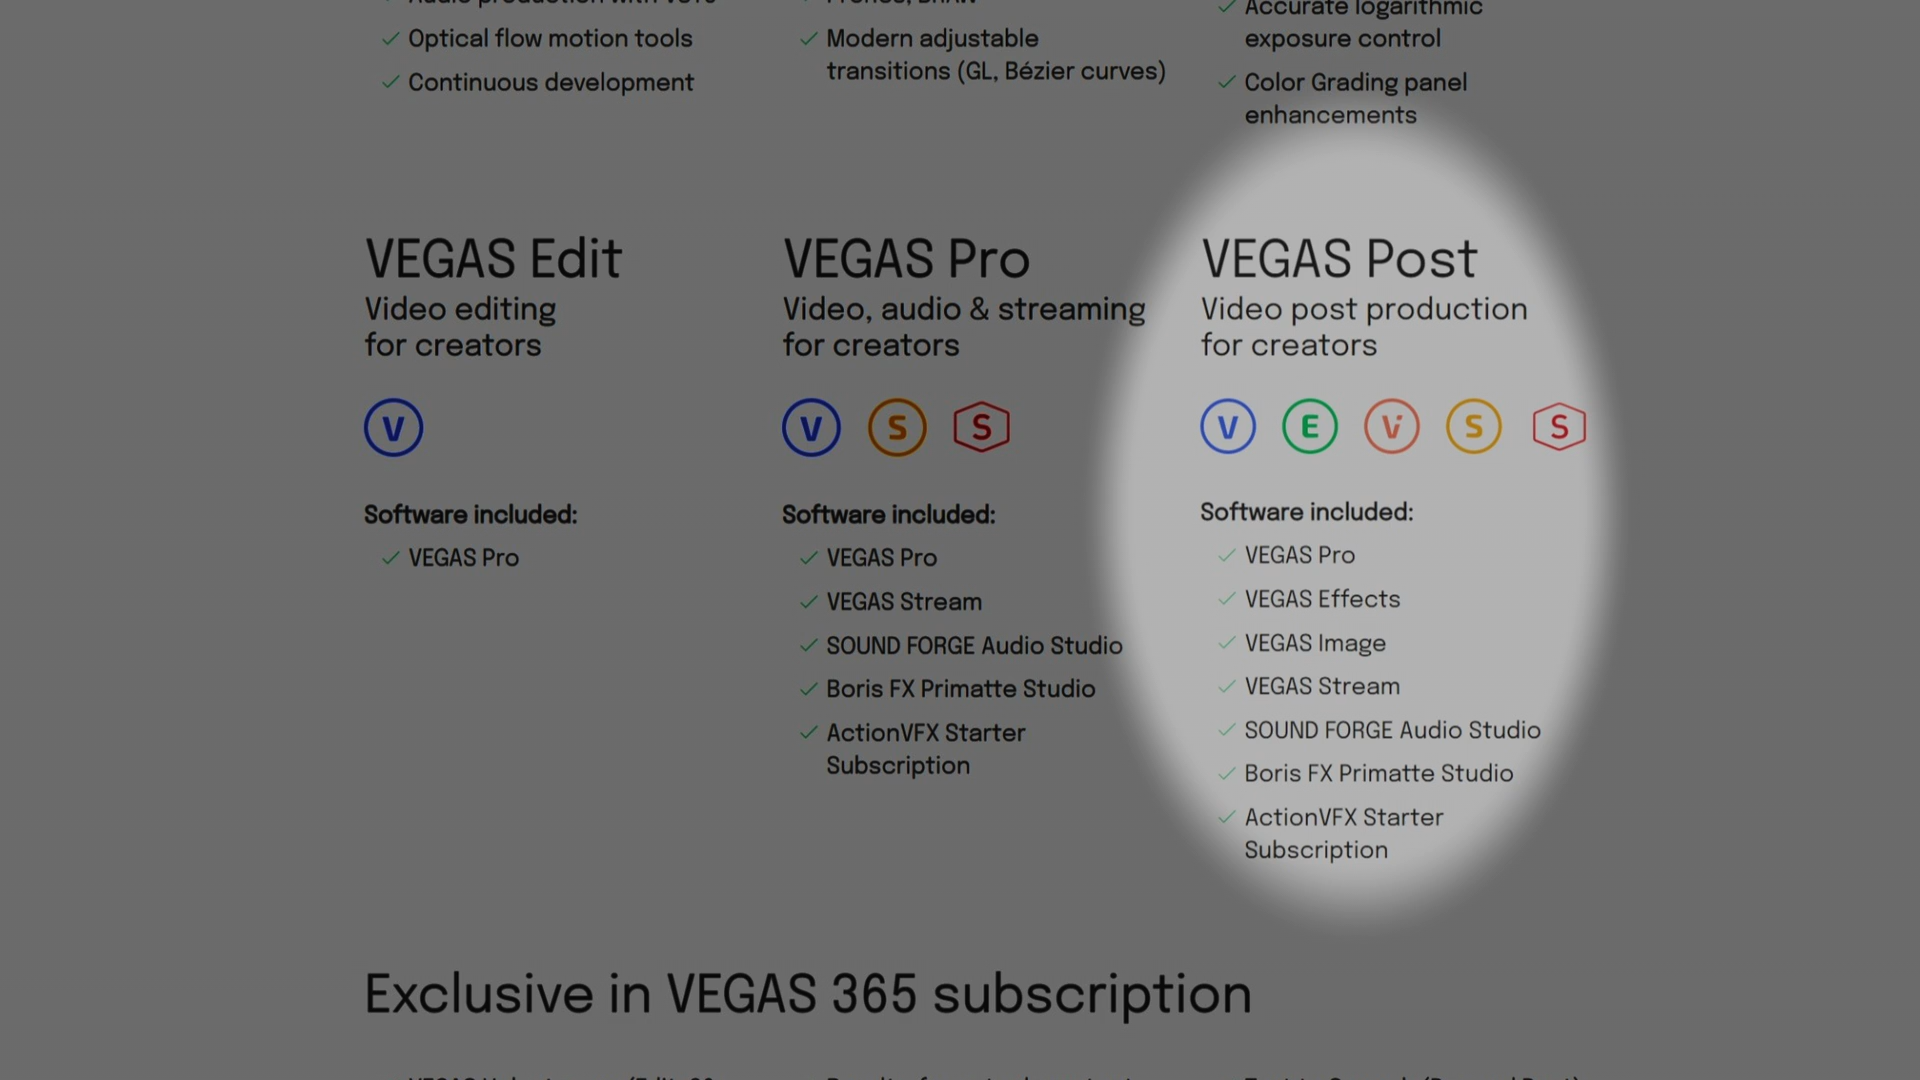 Optical flow motion tools
Continuous development
Modern adjustable
transitions (GL, Bézier curves)
Accurate logarithmic
exposure control
Color Grading panel
enhancements
VEGAS Edit
Video editing
for creators
V
Software included:
VEGAS Pro
VEGAS Pro
Video, audio & streaming
for creators
V S S
Software included:
VEGAS Pro
VEGAS Stream
SOUND FORGE Audio Studio
Boris FX Primatte Studio
ActionVFX Starter
Subscription
VEGAS Post
Video post production
for creators
V E Vi S S
Software included:
VEGAS Pro
VEGAS Effects
VEGAS Image
VEGAS Stream
SOUND FORGE Audio Studio
Boris FX Primatte Studio
ActionVFX Starter
Subscription
Exclusive in VEGAS 365 subscription